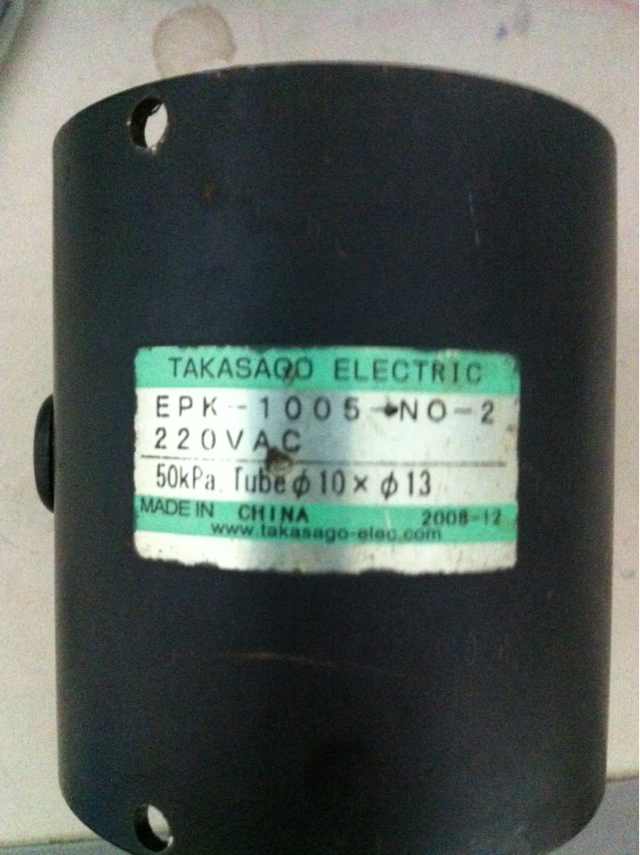 TAKASAGO ELECTRIC
EPK-1005-NO-2
220VAC
50kPa Tube φ10×φ13
MADE IN CHINA 2008-12
www.takasago-elec.com